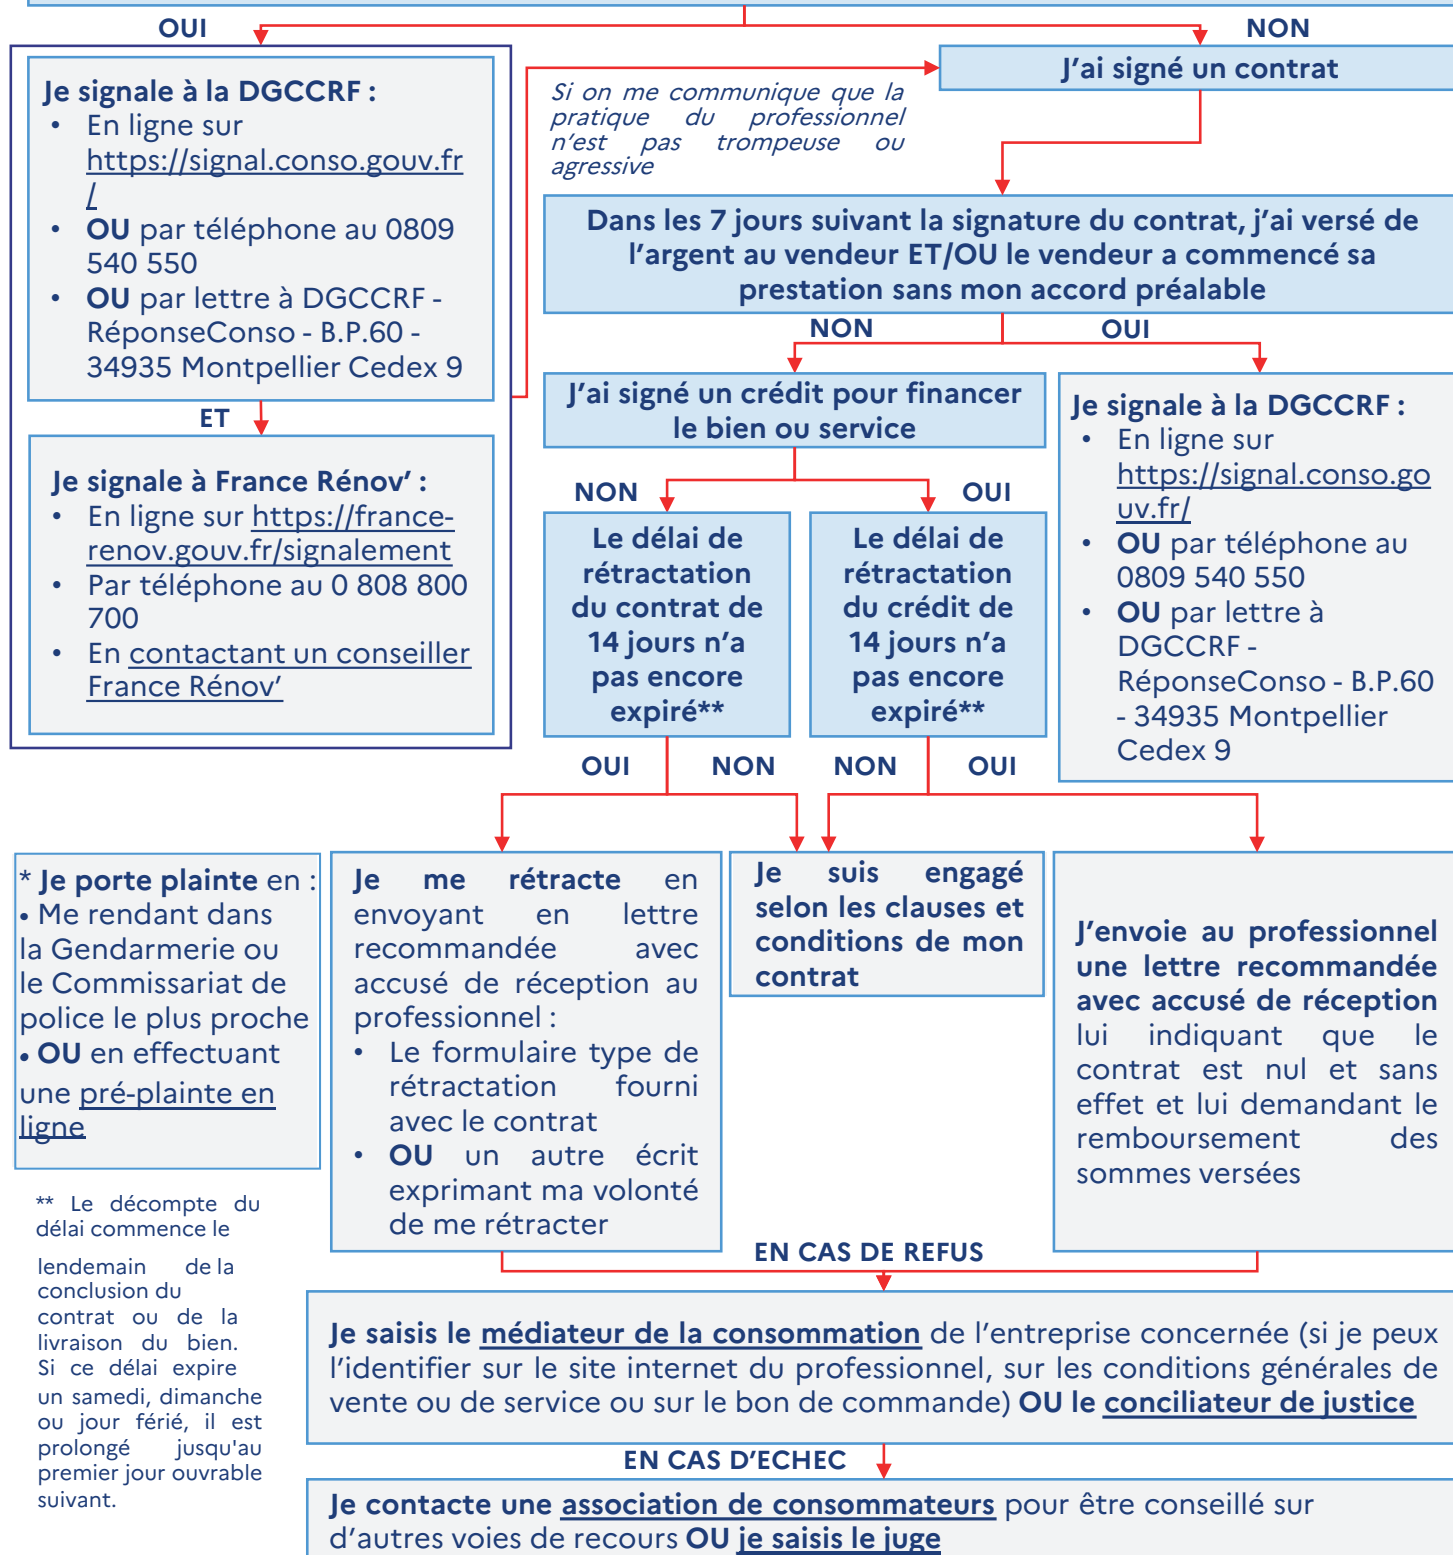 OUI
NON
Je signale à la DGCCRF :
• En ligne sur
https://signal.conso.gouv.fr
/
• OU par téléphone au 0809
540 550
• OU par lettre à DGCCRF -
RéponseConso - B.P.60 -
34935 Montpellier Cedex 9
ET
Je signale à France Rénov’ :
• En ligne sur https://france-
renov.gouv.fr/signalement
• Par téléphone au 0 808 800
700
• En contactant un conseiller
France Rénov’
Si on me communique que la
pratique du professionnel
n’est pas trompeuse ou
agressive
J’ai signé un contrat
Dans les 7 jours suivant la signature du contrat, j’ai versé de
l’argent au vendeur ET/OU le vendeur a commencé sa
prestation sans mon accord préalable
NON
OUI
J’ai signé un crédit pour financer
le bien ou service
Je signale à la DGCCRF :
• En ligne sur
https://signal.conso.go
uv.fr/
• OU par téléphone au
0809 540 550
• OU par lettre à
DGCCRF -
RéponseConso - B.P.60
- 34935 Montpellier
Cedex 9
NON
OUI
Le délai de
rétractation
du contrat de
14 jours n’a
pas encore
expiré**
Le délai de
rétractation
du crédit de
14 jours n’a
pas encore
expiré**
OUI
NON
NON
OUI
* Je porte plainte en :
• Me rendant dans
la Gendarmerie ou
le Commissariat de
police le plus proche
• OU en effectuant
une pré-plainte en
ligne
Je me rétracte en
envoyant en lettre
recommandée avec
accusé de réception au
professionnel :
• Le formulaire type de
rétractation fourni
avec le contrat
• OU un autre écrit
exprimant ma volonté
de me rétracter
Je suis engagé
selon les clauses et
conditions de mon
contrat
J’envoie au professionnel
une lettre recommandée
avec accusé de réception
lui indiquant que le
contrat est nul et sans
effet et lui demandant le
remboursement des
sommes versées
** Le décompte du
délai commence le
lendemain de la
conclusion du
contrat ou de la
livraison du bien.
Si ce délai expire
un samedi, dimanche
ou jour férié, il est
prolongé jusqu'au
premier jour ouvrable
suivant.
EN CAS DE REFUS
Je saisis le médiateur de la consommation de l’entreprise concernée (si je peux
l’identifier sur le site internet du professionnel, sur les conditions générales de
vente ou de service ou sur le bon de commande) OU le conciliateur de justice
EN CAS D’ECHEC
Je contacte une association de consommateurs pour être conseillé sur
d’autres voies de recours OU je saisis le juge